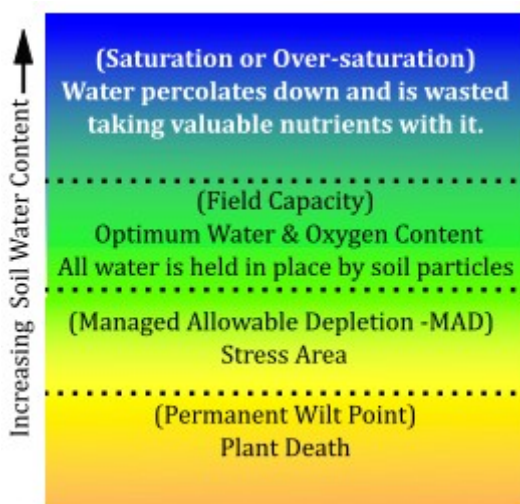 Increasing Soil Water Content
(Saturation or Over-saturation)
Water percolates down and is wasted
taking valuable nutrients with it.
(Field Capacity)
Optimum Water & Oxygen Content
All water is held in place by soil particles
(Managed Allowable Depletion -MAD)
Stress Area
(Permanent Wilt Point)
Plant Death